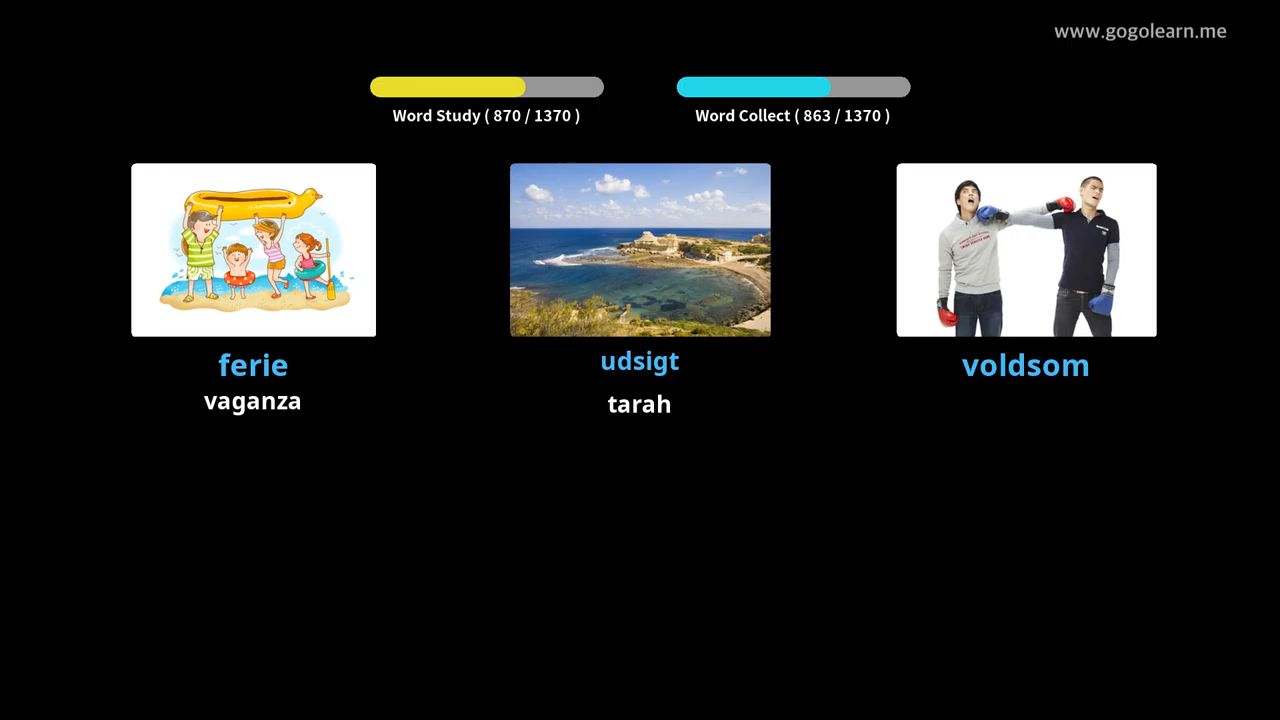 www.gogolearn.me
Word Study ( 870 / 1370 )
Word Collect ( 863 / 1370 )
ferie
vaganza
udsigt
tarah
voldsom